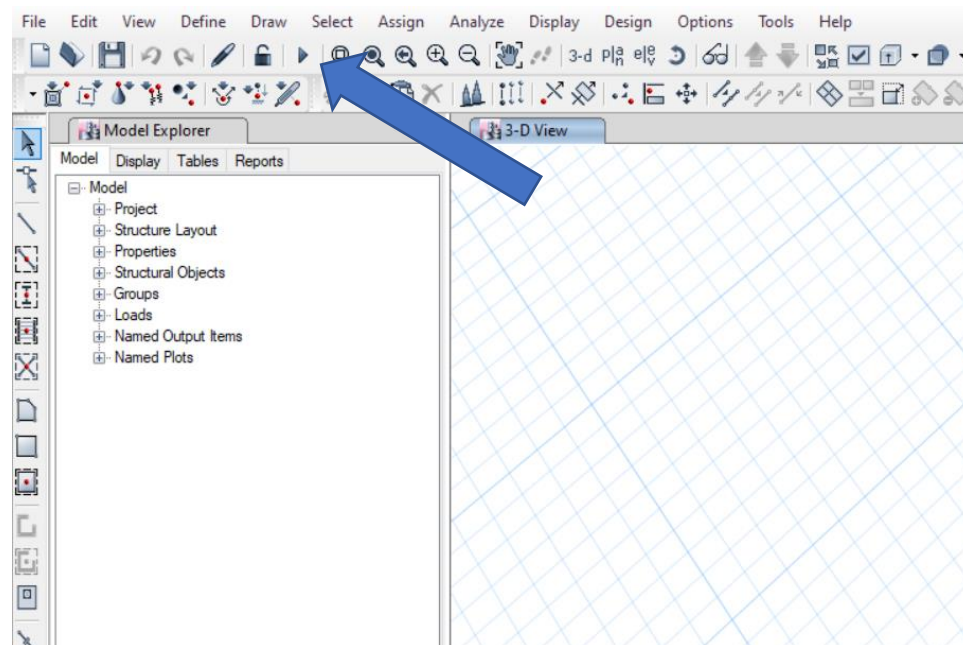 File Edit View Define Draw Select Assign Analyze Display Design Options Tools Help
3-d
Model Explorer
3-D View
Model Display Tables Reports
Model
Project
Structure Layout
Properties
Structural Objects
Groups
Loads
Named Output Items
Named Plots